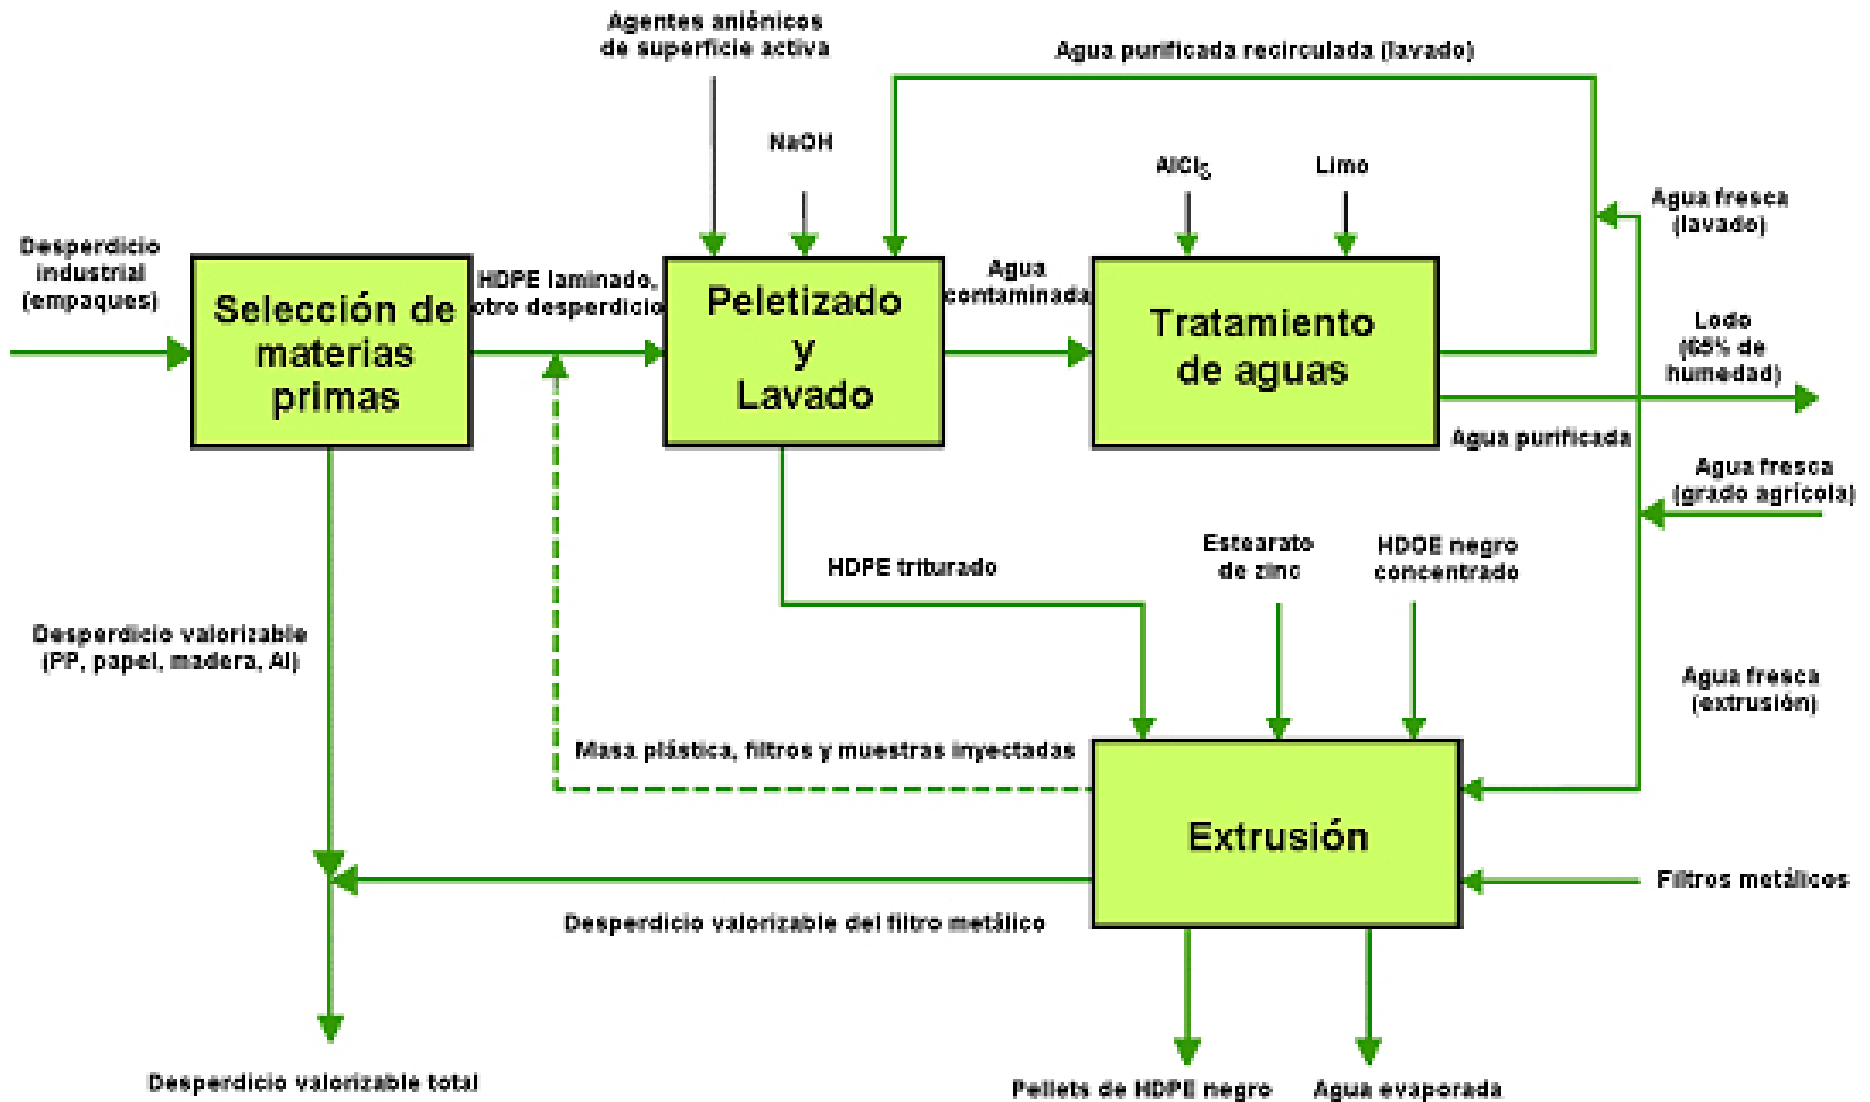 Agentes aniónicos
de superficie activa
Agua purificada recirculada (lavado)
NaOH
AlCl5
Limo
Agua fresca
(lavado)
Desperdicio
industrial
(empaques)
Selección de
materias
primas
HDPE laminado,
otro desperdicio
Peletizado
y
Lavado
Agua
contaminada
Tratamiento
de aguas
Lodo
(65% de
humedad)
Agua purificada
Agua fresca
(grado agrícola)
HDPE triturado
Estearato
de zinc
HDOE negro
concentrado
Desperdicio valorizable
(PP, papel, madera, Al)
Agua fresca
(extrusión)
Masa plástica, filtros y muestras inyectadas
Extrusión
Filtros metálicos
Desperdicio valorizable del filtro metálico
Desperdicio valorizable total
Pellets de HDPE negro
Agua evaporada